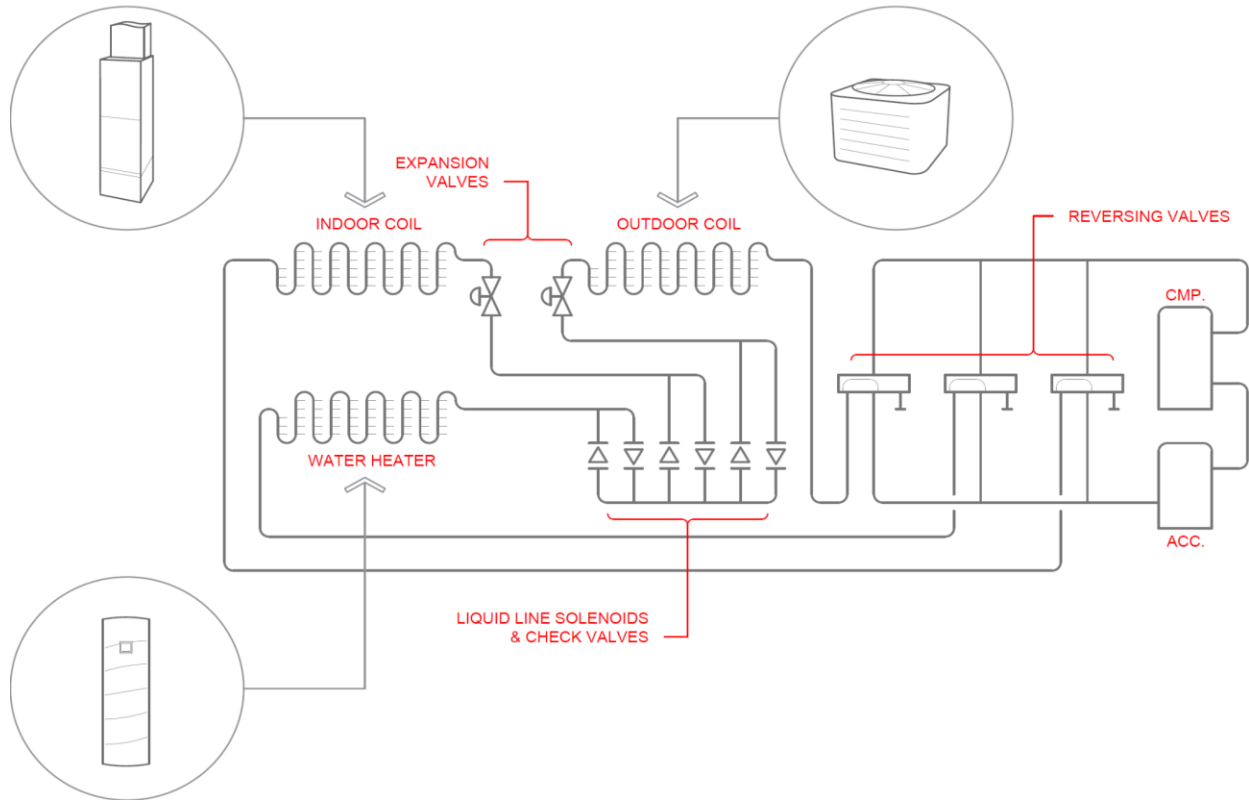 EXPANSION
VALVES
INDOOR COIL
OUTDOOR COIL
REVERSING VALVES
CMP.
WATER HEATER
ACC.
LIQUID LINE SOLENOIDS
& CHECK VALVES